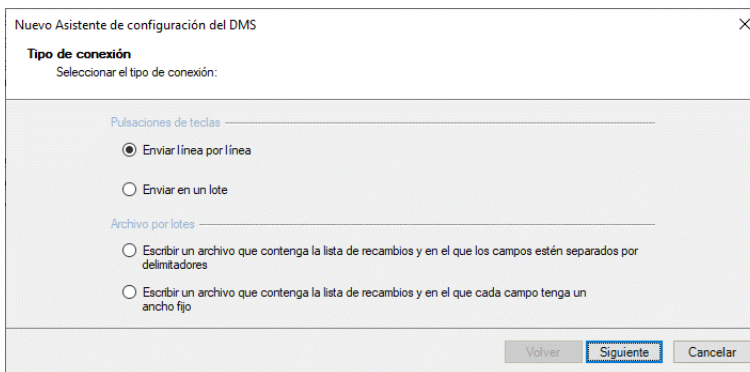 Nuevo Asistente de configuración del DMS
Tipo de conexión
Seleccionar el tipo de conexión:
Pulsaciones de teclas
Enviar línea por línea
Enviar en un lote
Archivo por lotes
Escribir un archivo que contenga la lista de recambios y en el que los campos estén separados por
delimitadores
Escribir un archivo que contenga la lista de recambios y en el que cada campo tenga un
ancho fijo
Volver Siguiente Cancelar